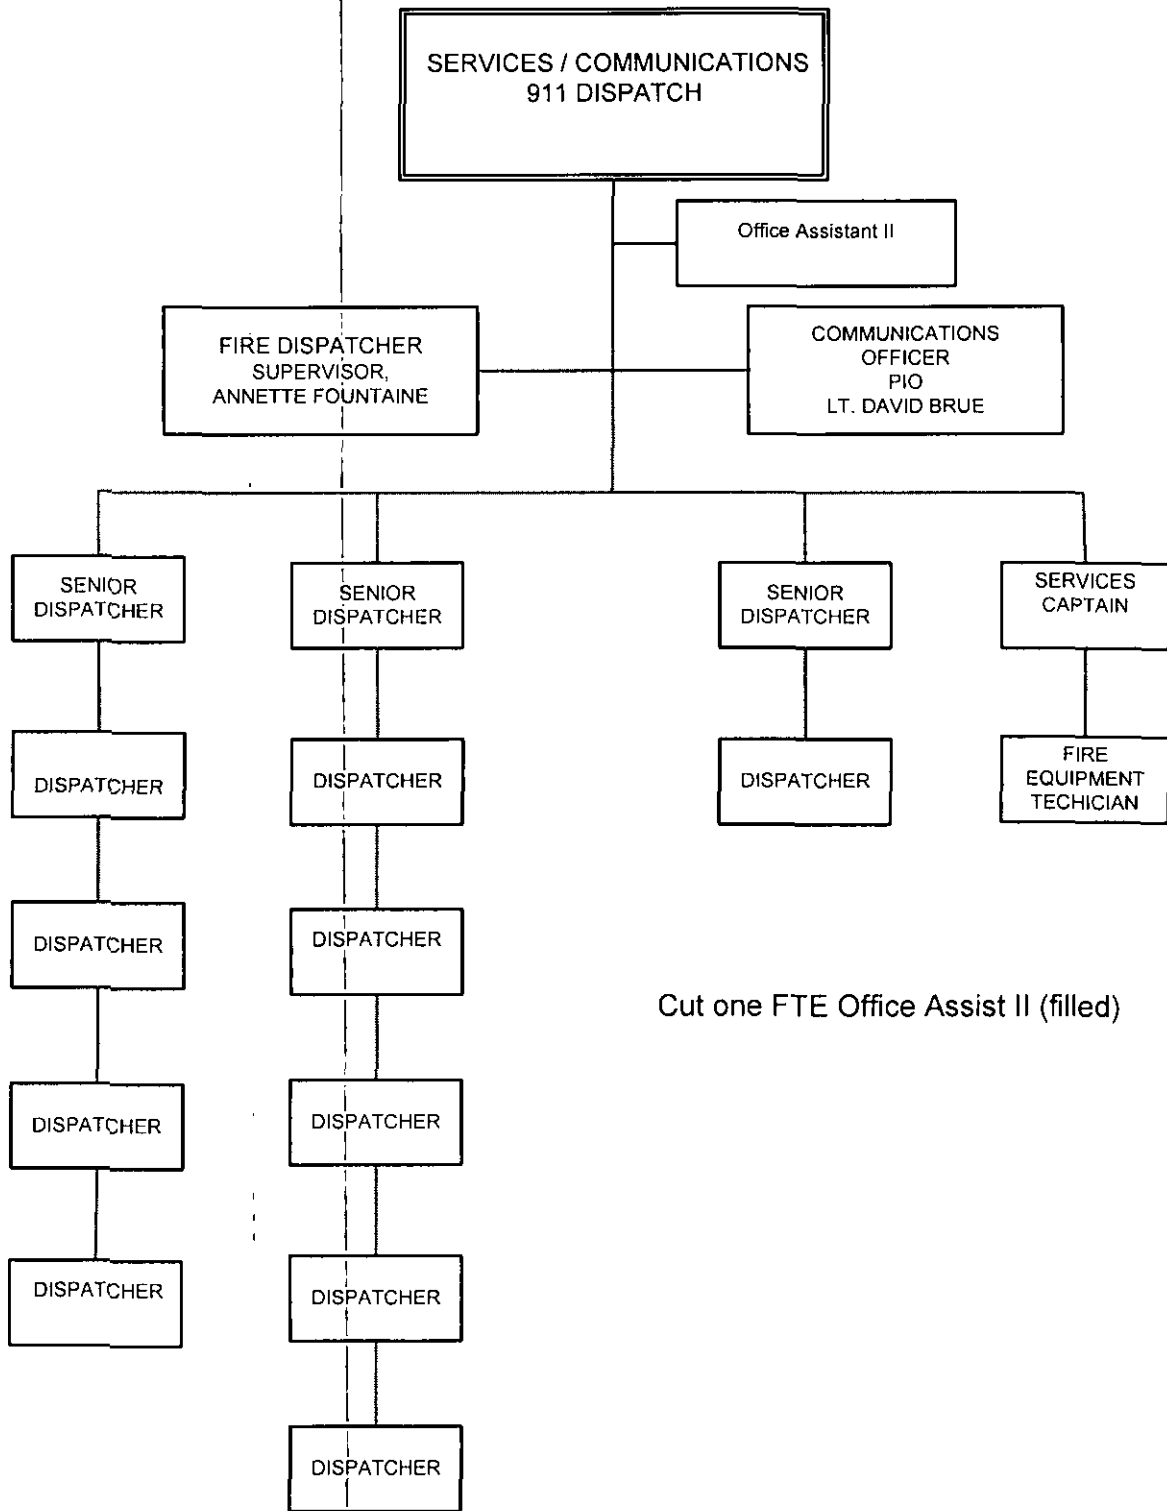 SERVICES / COMMUNICATIONS
911 DISPATCH
Office Assistant II
FIRE DISPATCHER
SUPERVISOR,
ANNETTE FOUNTAINE
COMMUNICATIONS
OFFICER
PIO
LT. DAVID BRUE
SENIOR
DISPATCHER
SENIOR
DISPATCHER
SENIOR
DISPATCHER
SERVICES
CAPTAIN
DISPATCHER
DISPATCHER
DISPATCHER
FIRE
EQUIPMENT
TECHICIAN
DISPATCHER
DISPATCHER
Cut one FTE Office Assist II (filled)
DISPATCHER
DISPATCHER
DISPATCHER
DISPATCHER
DISPATCHER